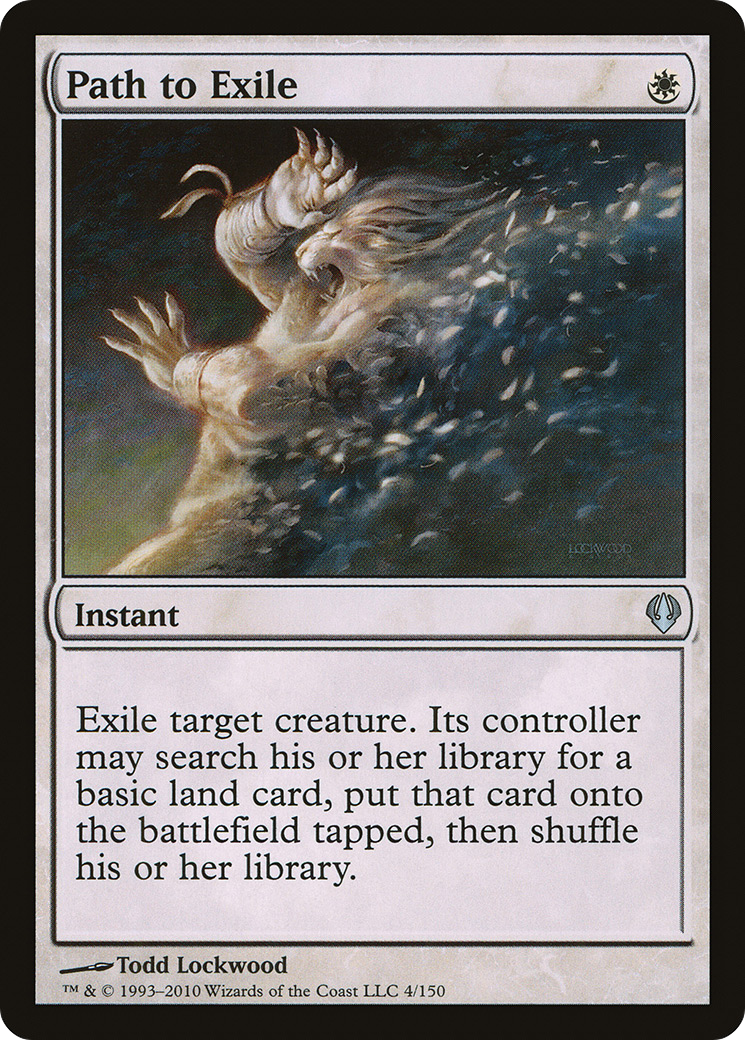 Path to Exile
LOCKWOOD
Instant
Exile target creature. Its controller
may search his or her library for a
basic land card, put that card onto
the battlefield tapped, then shuffle
his or her library.
Todd Lockwood
™ & © 1993–2010 Wizards of the Coast LLC 4/150